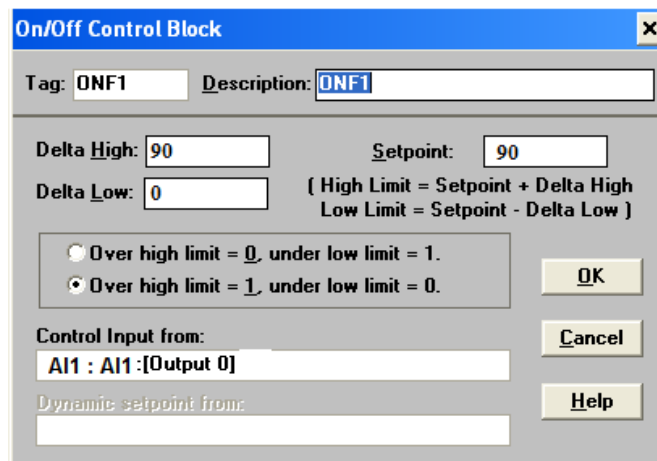 On/Off Control Block
Tag: ONF1 Description: ONF1
Delta High: 90 Setpoint: 90
Delta Low: 0 ( High Limit = Setpoint + Delta High
Low Limit = Setpoint - Delta Low )
Over high limit = 0, under low limit = 1.
Over high limit = 1, under low limit = 0.
OK
Control Input from:
AI1 : AI1:[Output 0]
Cancel
Dynamic setpoint from:
Help